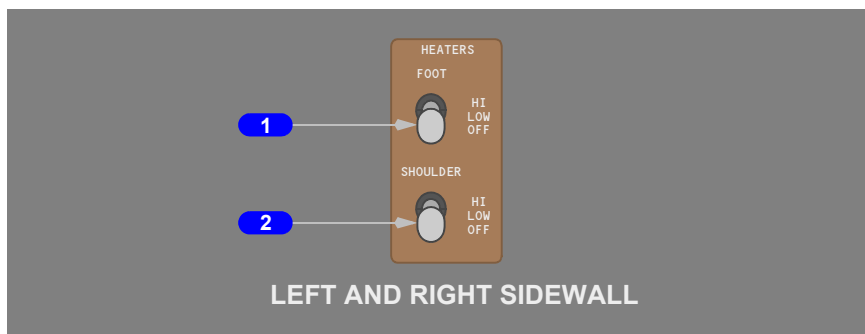 HEATERS
FOOT
1
HI
LOW
OFF
SHOULDER
2
HI
LOW
OFF
LEFT AND RIGHT SIDEWALL